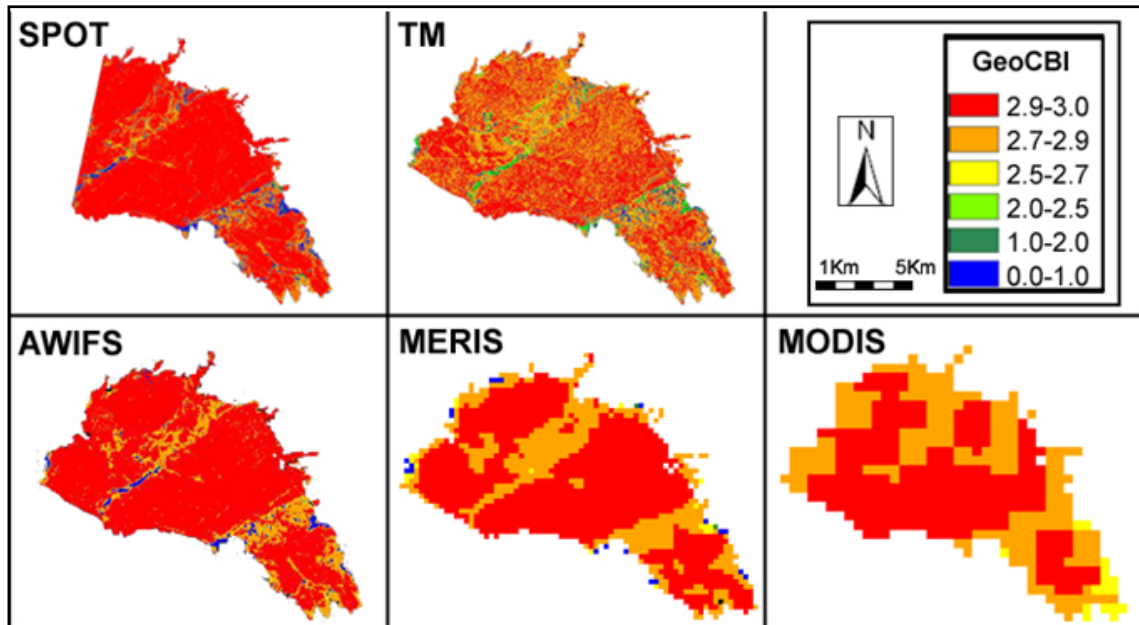 SPOT
TM
GeoCBI
2.9-3.0
2.7-2.9
2.5-2.7
2.0-2.5
1.0-2.0
0.0-1.0
N
1Km 5Km
AWIFS
MERIS
MODIS